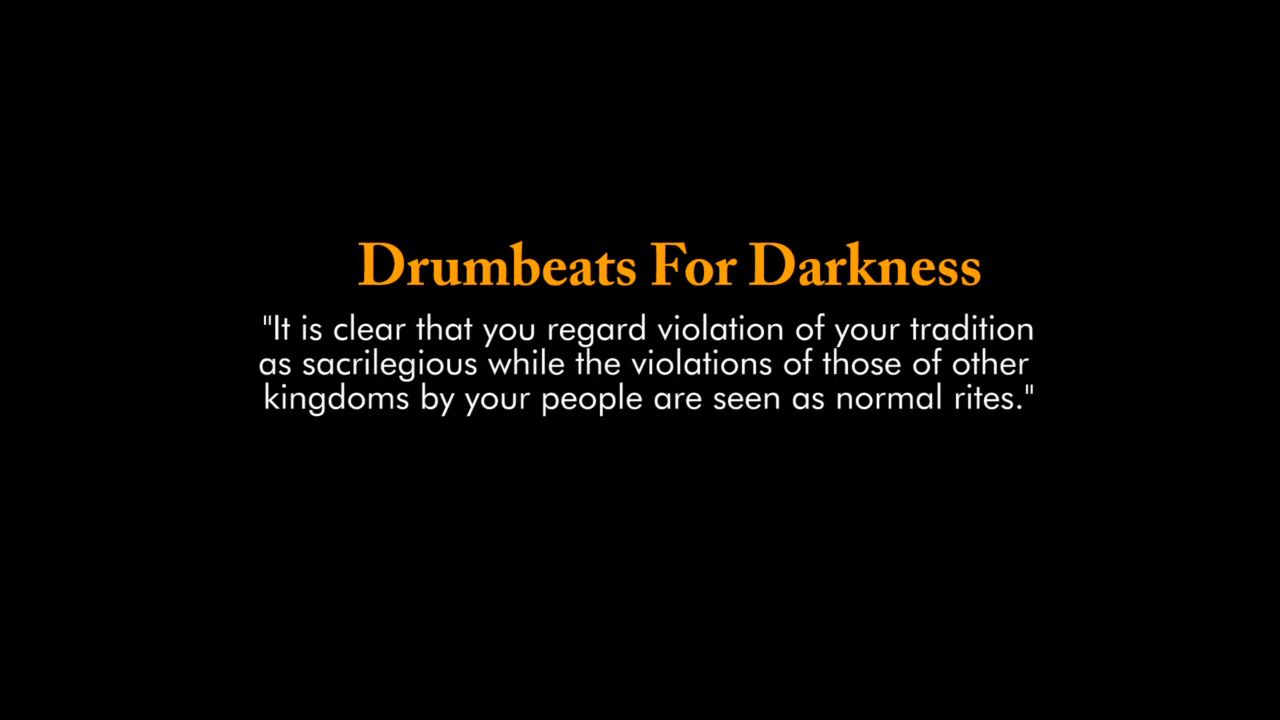 Drumbeats For Darkness
"It is clear that you regard violation of your tradition
as sacrilegious while the violations of those of other
kingdoms by your people are seen as normal rites."